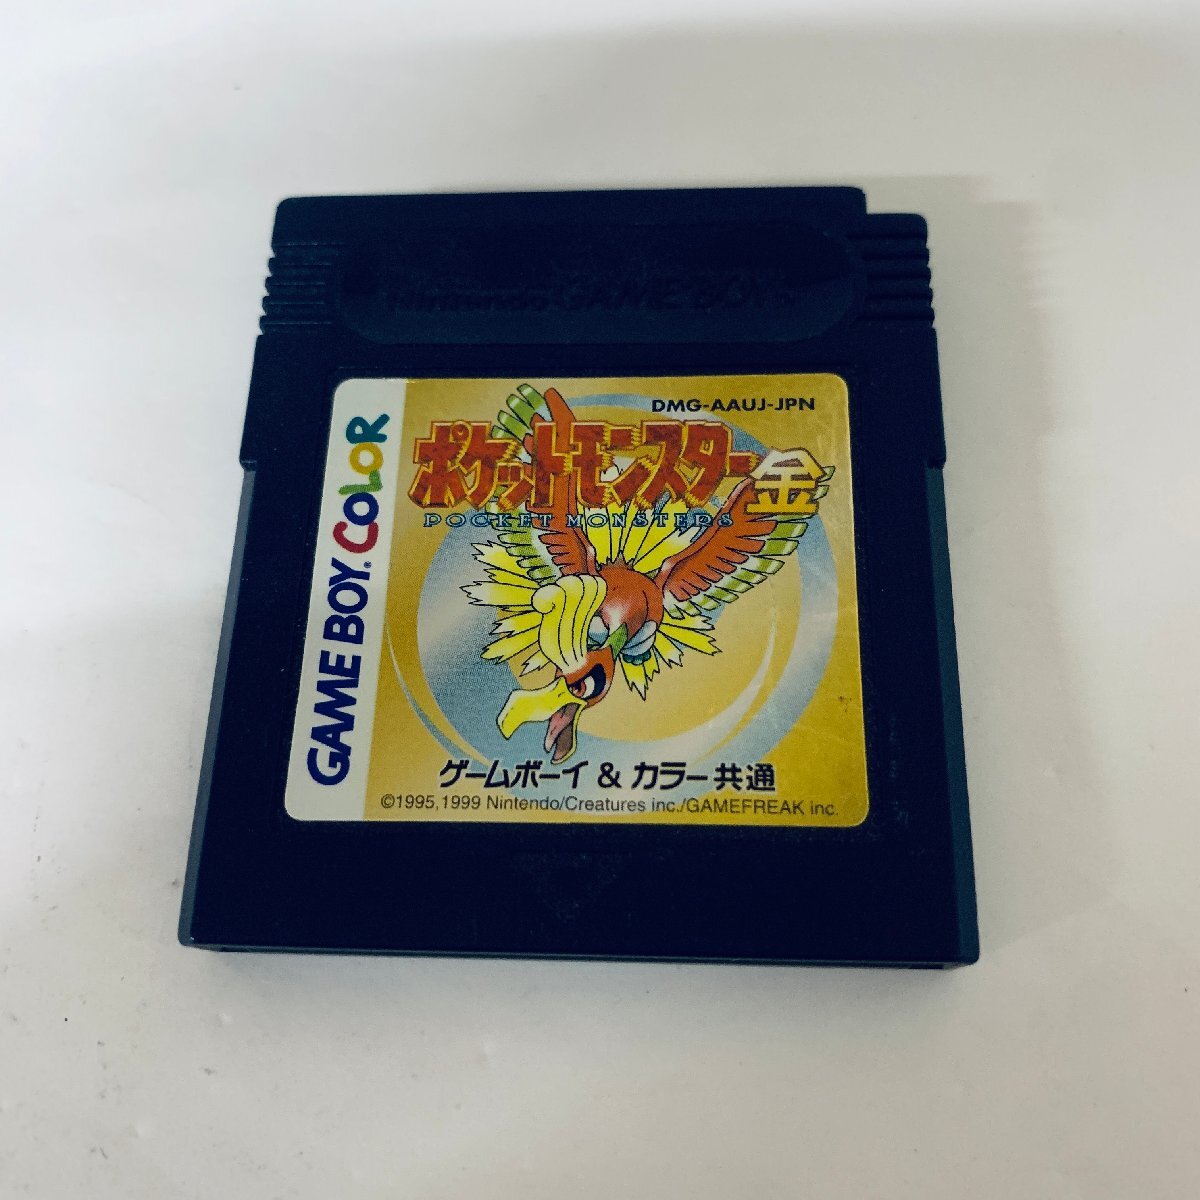 Nintendo GAME BOY
GAME BOY COLOR
DMG-AAUJ-JPN
ポケットモンスター金
POCKET MONSTERS
ゲームボーイ & カラー共通
©1995,1999 Nintendo/Creatures inc./GAMEFREAK inc.